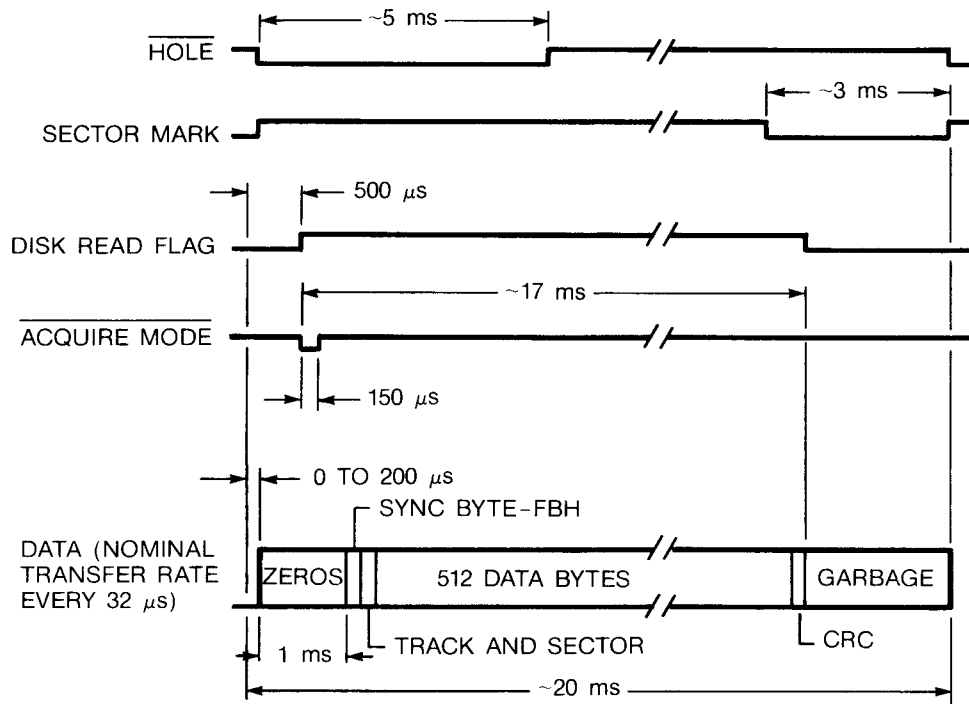 ~5 ms
HOLE
~3 ms
SECTOR MARK
500 μs
DISK READ FLAG
~17 ms
ACQUIRE MODE
150 μs
0 TO 200 μs
SYNC BYTE-FBH
DATA (NOMINAL
TRANSFER RATE
EVERY 32 μs)
ZEROS
512 DATA BYTES
GARBAGE
TRACK AND SECTOR
CRC
1 ms
~20 ms